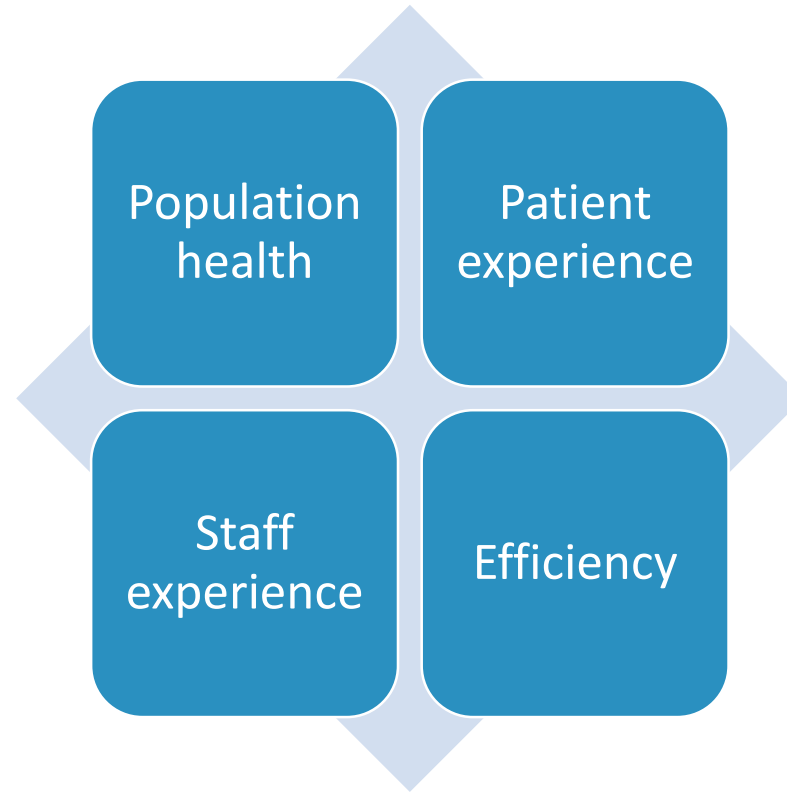 Population
health
Patient
experience
Staff
experience
Efficiency